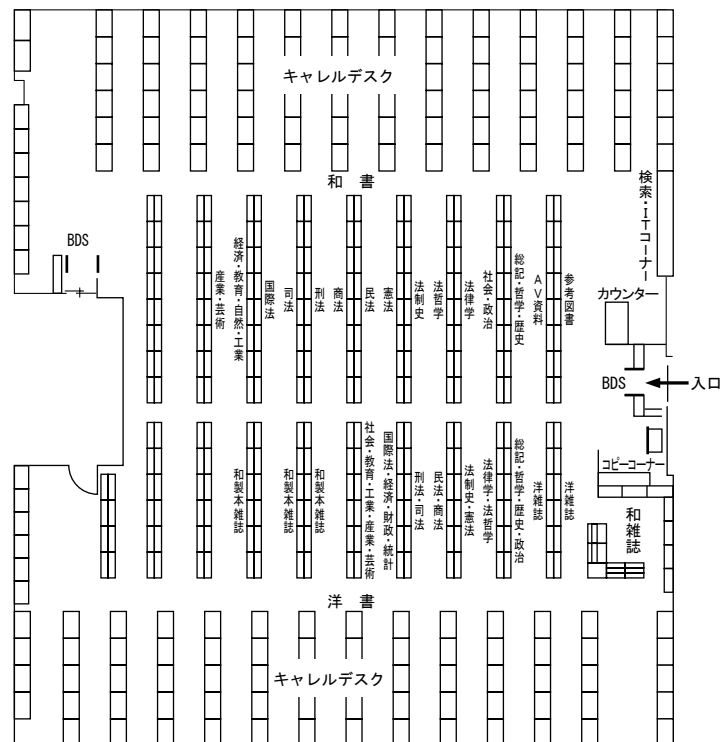 キャレルデスク
和　書
検索・ITコーナー
BDS
カウンター
産業・芸術
経済・教育・自然・工業
国際法
司法
刑法
商法
民法
憲法
法制史
法哲学
法律学
社会・政治
総記・哲学・歴史
AV資料
参考図書
BDS
入口
コピーコーナー
和製本雑誌
和製本雑誌
和製本雑誌
社会・教育・工業・産業・芸術
国際法・経済・財政・統計
刑法・司法
民法・商法
法制史・憲法
法律学・法哲学
総記・哲学・歴史・政治
洋雑誌
洋雑誌
和雑誌
洋　書
キャレルデスク